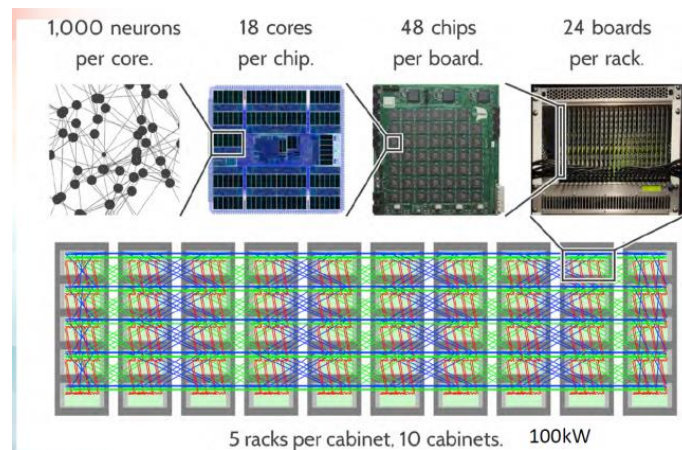 1,000 neurons
per core.
18 cores
per chip.
48 chips
per board.
24 boards
per rack.
5 racks per cabinet, 10 cabinets. 100kW